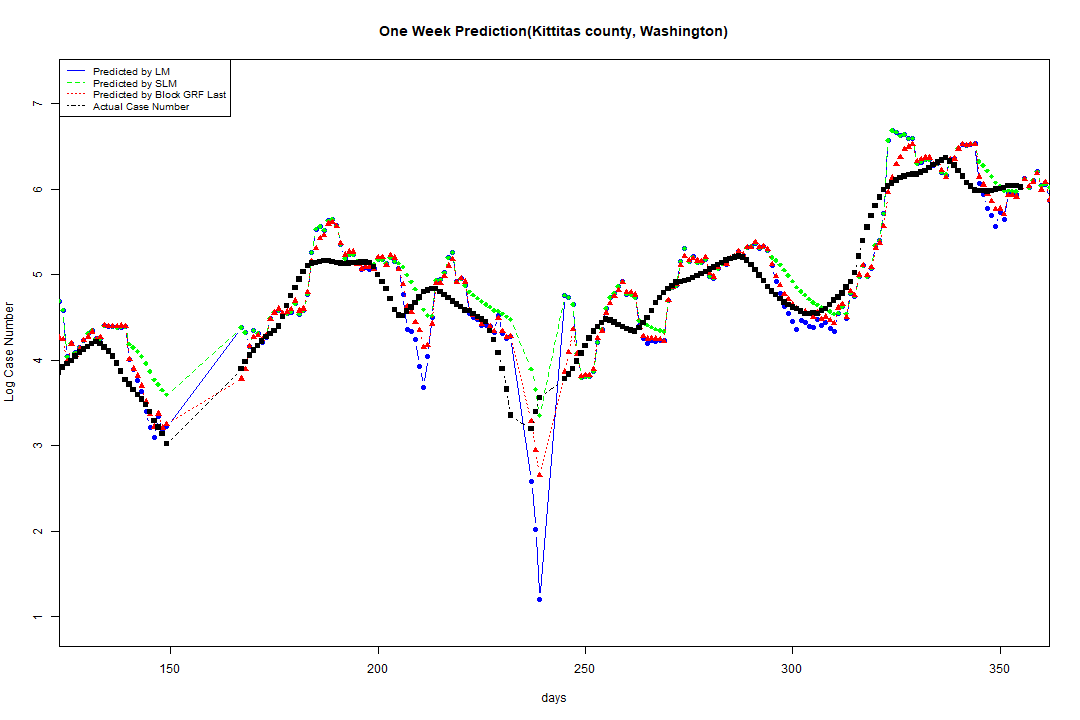 One Week Prediction(Kittitas county, Washington)
Predicted by LM
Predicted by SLM
Predicted by Block GRF Last
Actual Case Number
7
6
5
4
3
2
1
Log Case Number
150 200 250 300 350
days